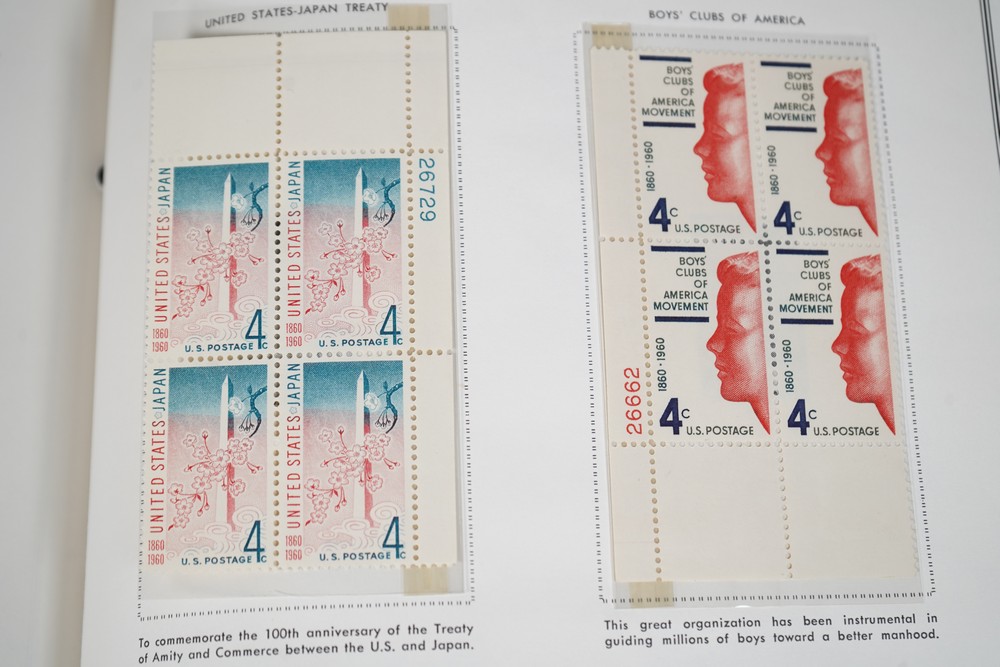 UNITED STATES-JAPAN TREATY
26729
UNITED STATES JAPAN
1860
1960
4c
U.S. POSTAGE
UNITED STATES JAPAN
1860
1960
4c
U.S. POSTAGE
UNITED STATES JAPAN
1860
1960
4c
U.S. POSTAGE
UNITED STATES JAPAN
1860
1960
4c
U.S. POSTAGE
To commemorate the 100th anniversary of the Treaty
of Amity and Commerce between the U.S. and Japan.
BOYS' CLUBS OF AMERICA
BOYS'
CLUBS
OF
AMERICA
MOVEMENT
1860·1960
4c
U.S. POSTAGE
BOYS'
CLUBS
OF
AMERICA
MOVEMENT
1860·1960
4c
U.S. POSTAGE
BOYS'
CLUBS
OF
AMERICA
MOVEMENT
1860·1960
4c
U.S. POSTAGE
BOYS'
CLUBS
OF
AMERICA
MOVEMENT
1860·1960
4c
U.S. POSTAGE
26662
This great organization has been instrumental in
guiding millions of boys toward a better manhood.